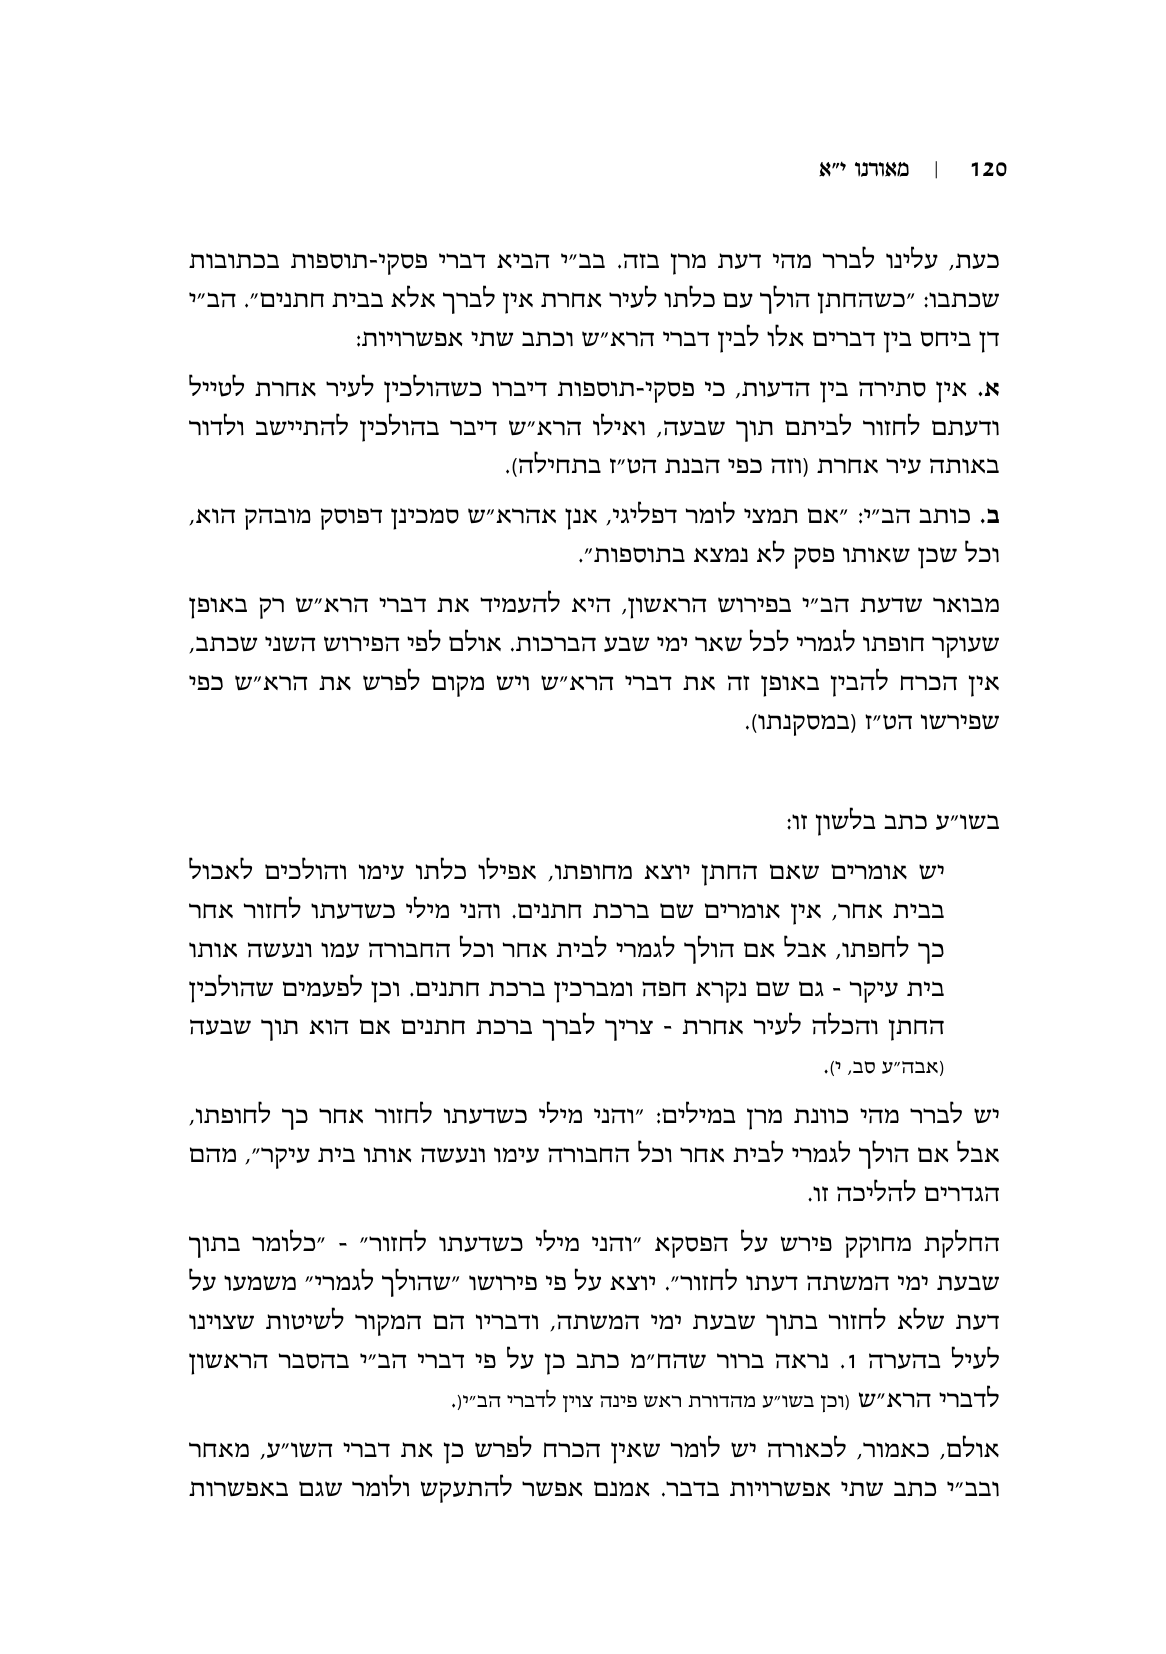 120 | מאורנו י״א
כעת, עלינו לברר מהי דעת מרן בזה. בב״י הביא דברי פסקי-תוספות בכתובות
שכתבו: ״כשהחתן הולך עם כלתו לעיר אחרת אין לברך אלא בבית חתנים״. הב״י
דן ביחס בין דברים אלו לבין דברי הרא״ש וכתב שתי אפשרויות:
א. אין סתירה בין הדעות, כי פסקי-תוספות דיברו כשהולכין לעיר אחרת לטייל
ודעתם לחזור לביתם תוך שבעה, ואילו הרא״ש דיבר בהולכין להתיישב ולדור
באותה עיר אחרת (וזה כפי הבנת הט״ז בתחילה).
ב. כותב הב״י: ״אם תמצי לומר דפליגי, אנן אהרא״ש סמכינן דפוסק מובהק הוא,
וכל שכן שאותו פסק לא נמצא בתוספות״.
מבואר שדעת הב״י בפירוש הראשון, היא להעמיד את דברי הרא״ש רק באופן
שעוקר חופתו לגמרי לכל שאר ימי שבע הברכות. אולם לפי הפירוש השני שכתב,
אין הכרח להבין באופן זה את דברי הרא״ש ויש מקום לפרש את הרא״ש כפי
שפירשו הט״ז (במסקנתו).
בשו״ע כתב בלשון זו:
יש אומרים שאם החתן יוצא מחופתו, אפילו כלתו עימו והולכים לאכול
בבית אחר, אין אומרים שם ברכת חתנים. והני מילי כשדעתו לחזור אחר
כך לחפתו, אבל אם הולך לגמרי לבית אחר וכל החבורה עמו ונעשה אותו
בית עיקר - גם שם נקרא חפה ומברכין ברכת חתנים. וכן לפעמים שהולכין
החתן והכלה לעיר אחרת - צריך לברך ברכת חתנים אם הוא תוך שבעה
(אבה״ע סב, י).
יש לברר מהי כוונת מרן במילים: ״והני מילי כשדעתו לחזור אחר כך לחופתו,
אבל אם הולך לגמרי לבית אחר וכל החבורה עימו ונעשה אותו בית עיקר״, מהם
הגדרים להליכה זו.
החלקת מחוקק פירש על הפסקא ״והני מילי כשדעתו לחזור״ - ״כלומר בתוך
שבעת ימי המשתה דעתו לחזור״. יוצא על פי פירושו ״שהולך לגמרי״ משמעו על
דעת שלא לחזור בתוך שבעת ימי המשתה, ודבריו הם המקור לשיטות שצוינו
לעיל בהערה 1. נראה ברור שהח״מ כתב כן על פי דברי הב״י בהסבר הראשון
לדברי הרא״ש (וכן בשו״ע מהדורת ראש פינה צוין לדברי הב״י(.
אולם, כאמור, לכאורה יש לומר שאין הכרח לפרש כן את דברי השו״ע, מאחר
ובב״י כתב שתי אפשרויות בדבר. אמנם אפשר להתעקש ולומר שגם באפשרות